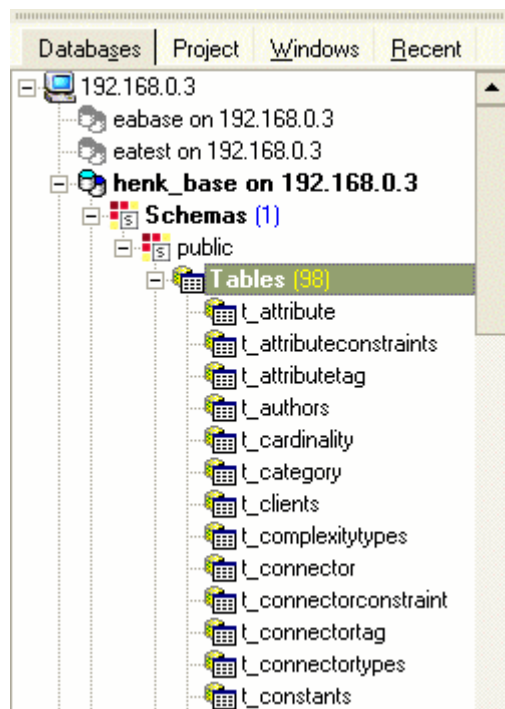 Databases Project Windows Recent
192.168.0.3
eabase on 192.168.0.3
eatest on 192.168.0.3
henk_base on 192.168.0.3
Schemas (1)
public
Tables (98)
t_attribute
t_attributeconstraints
t_attributetag
t_authors
t_cardinality
t_category
t_clients
t_complexitytypes
t_connector
t_connectorconstraint
t_connectortag
t_connectortypes
t_constants